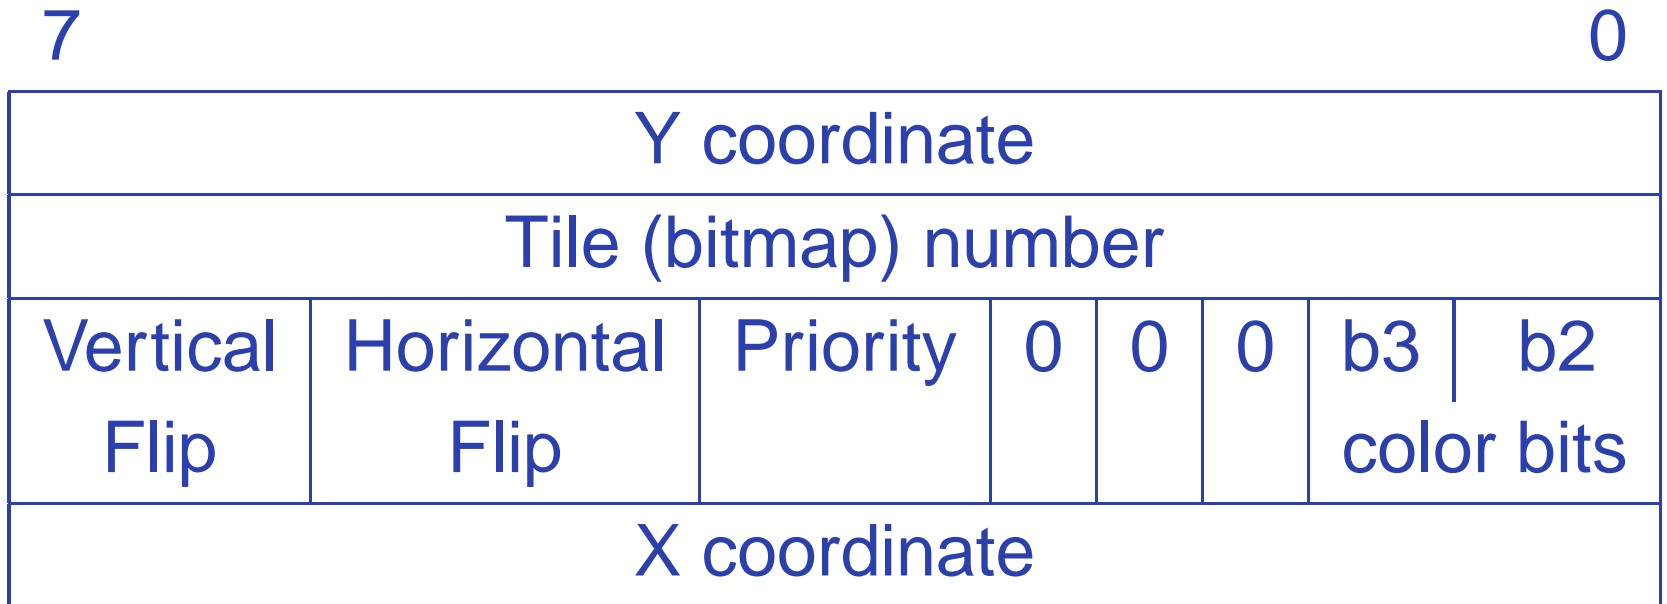 7 0
Y coordinate
Tile (bitmap) number
Vertical Horizontal Priority 0 0 0 b3 b2
Flip Flip color bits
X coordinate